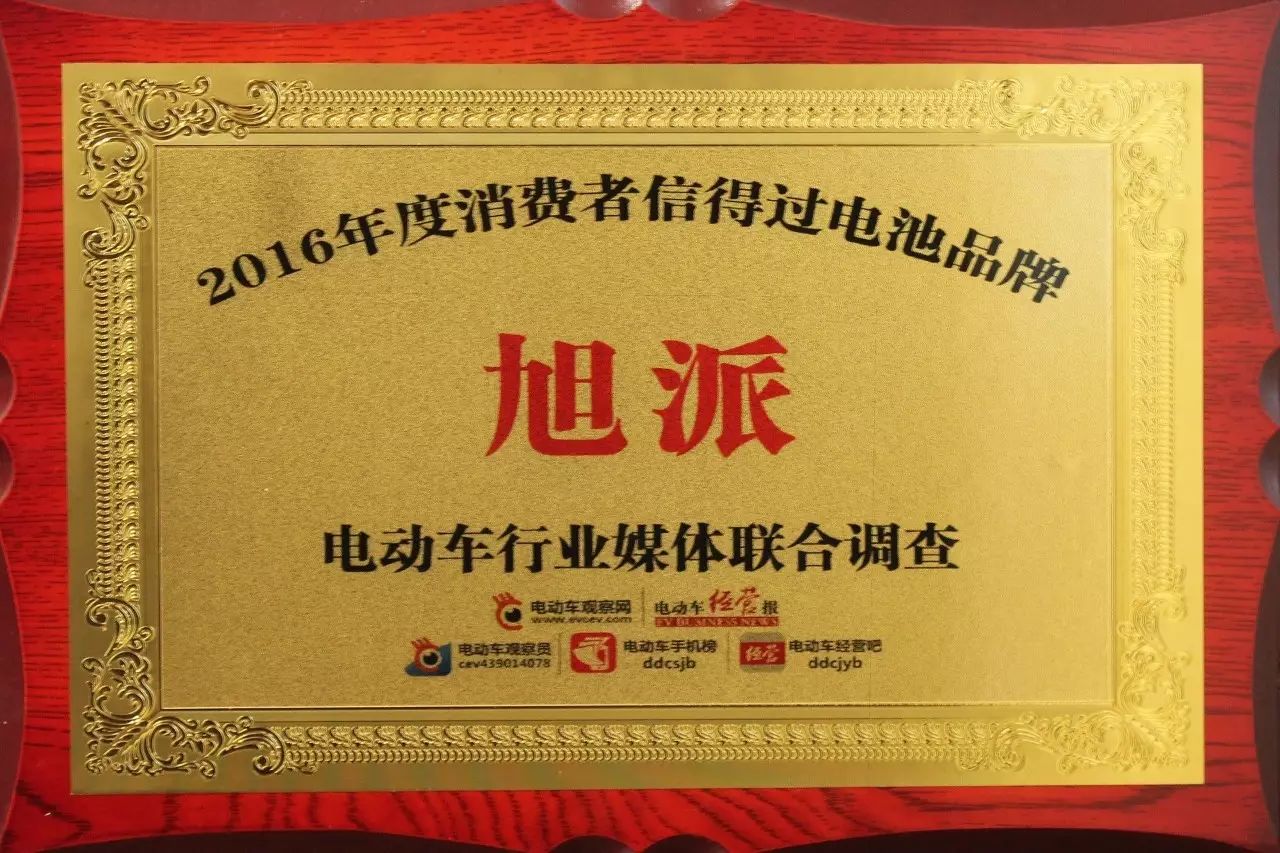 2016年度消费者信得过电池品牌
旭派
电动车行业媒体联合调查
电动车观察网
www.evcev.com
电动车经营报
EV BUSINESS NEWS
电动车观察员
cev439014078
电动车手机榜
ddcsjb
经营
电动车经营吧
ddcjyb